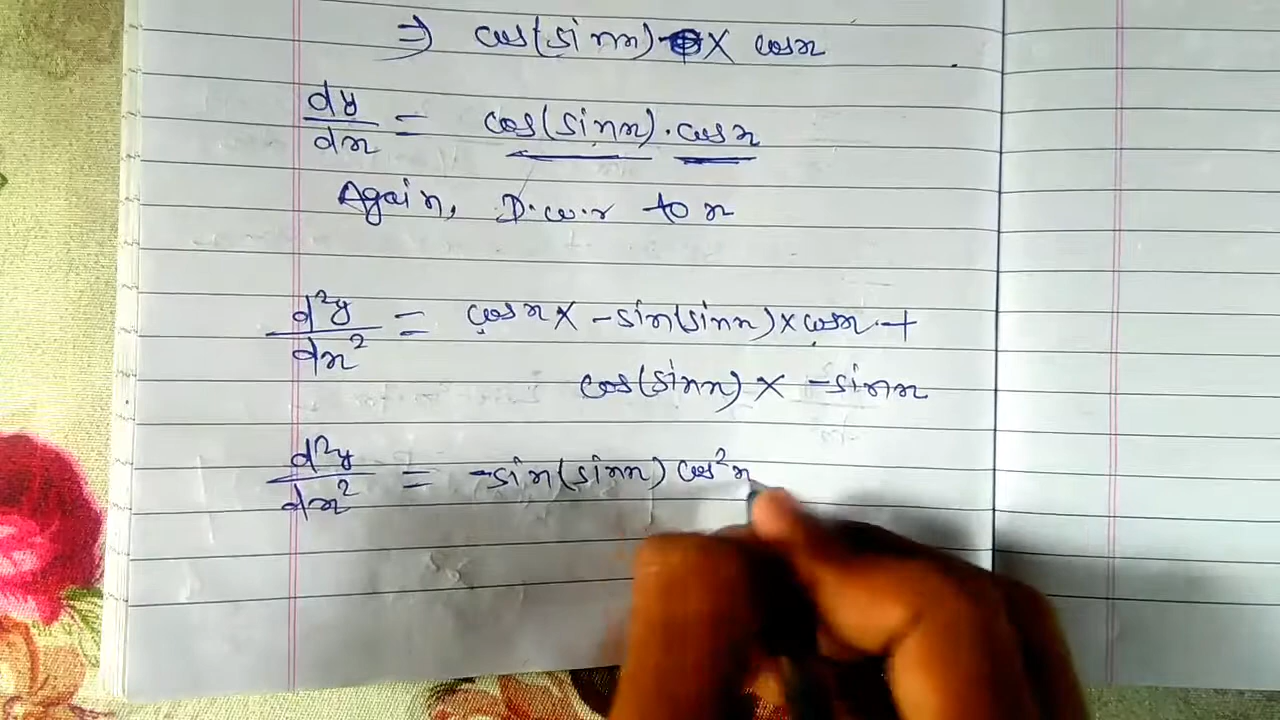 ⇒ cos(sinx) × cosx
dy/dx = cos(sinx) · cosx
Again, D.w.r to x
d²y/dx² = cosx × -sin(sinx) × cosx +
cos(sinx) × -sinx
d²y/dx² = -sin(sinx) cos²x